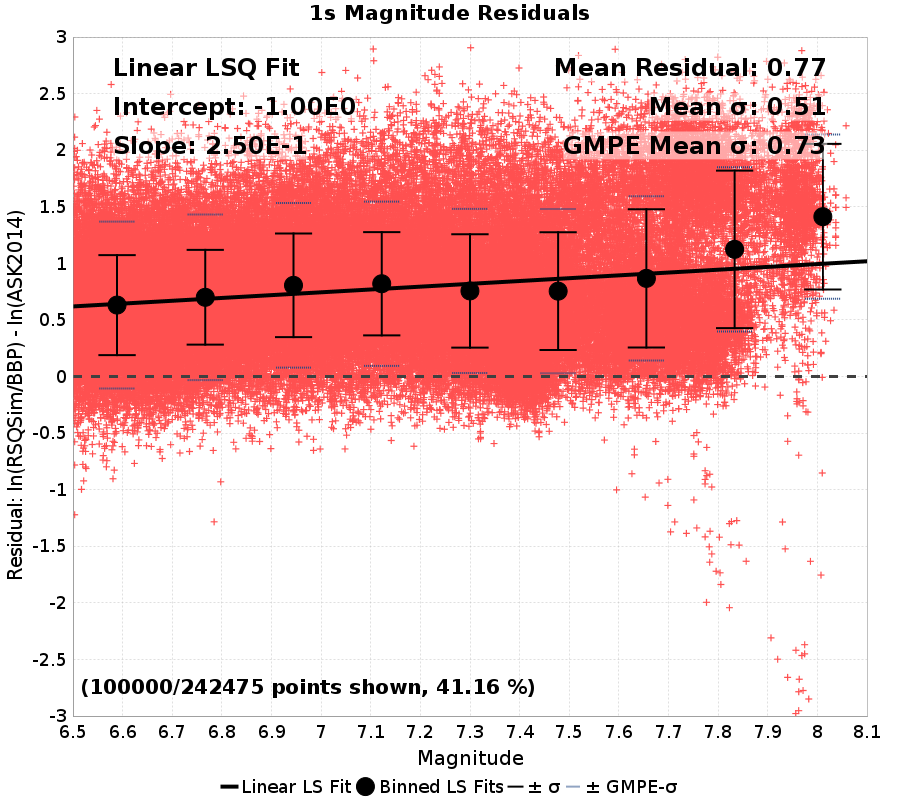 1s Magnitude Residuals
Linear LSQ Fit
Intercept: -1.00E0
Slope: 2.50E-1
Mean Residual: 0.77
Mean σ: 0.51
GMPE Mean σ: 0.73
Residual: ln(RSQSim/BBP) - ln(ASK2014)
3
2.5
2
1.5
1
0.5
0
-0.5
-1
-1.5
-2
-2.5
-3
(100000/242475 points shown, 41.16 %)
6.5 6.6 6.7 6.8 6.9 7 7.1 7.2 7.3 7.4 7.5 7.6 7.7 7.8 7.9 8 8.1
Magnitude
Linear LS Fit Binned LS Fits ± σ ± GMPE-σ